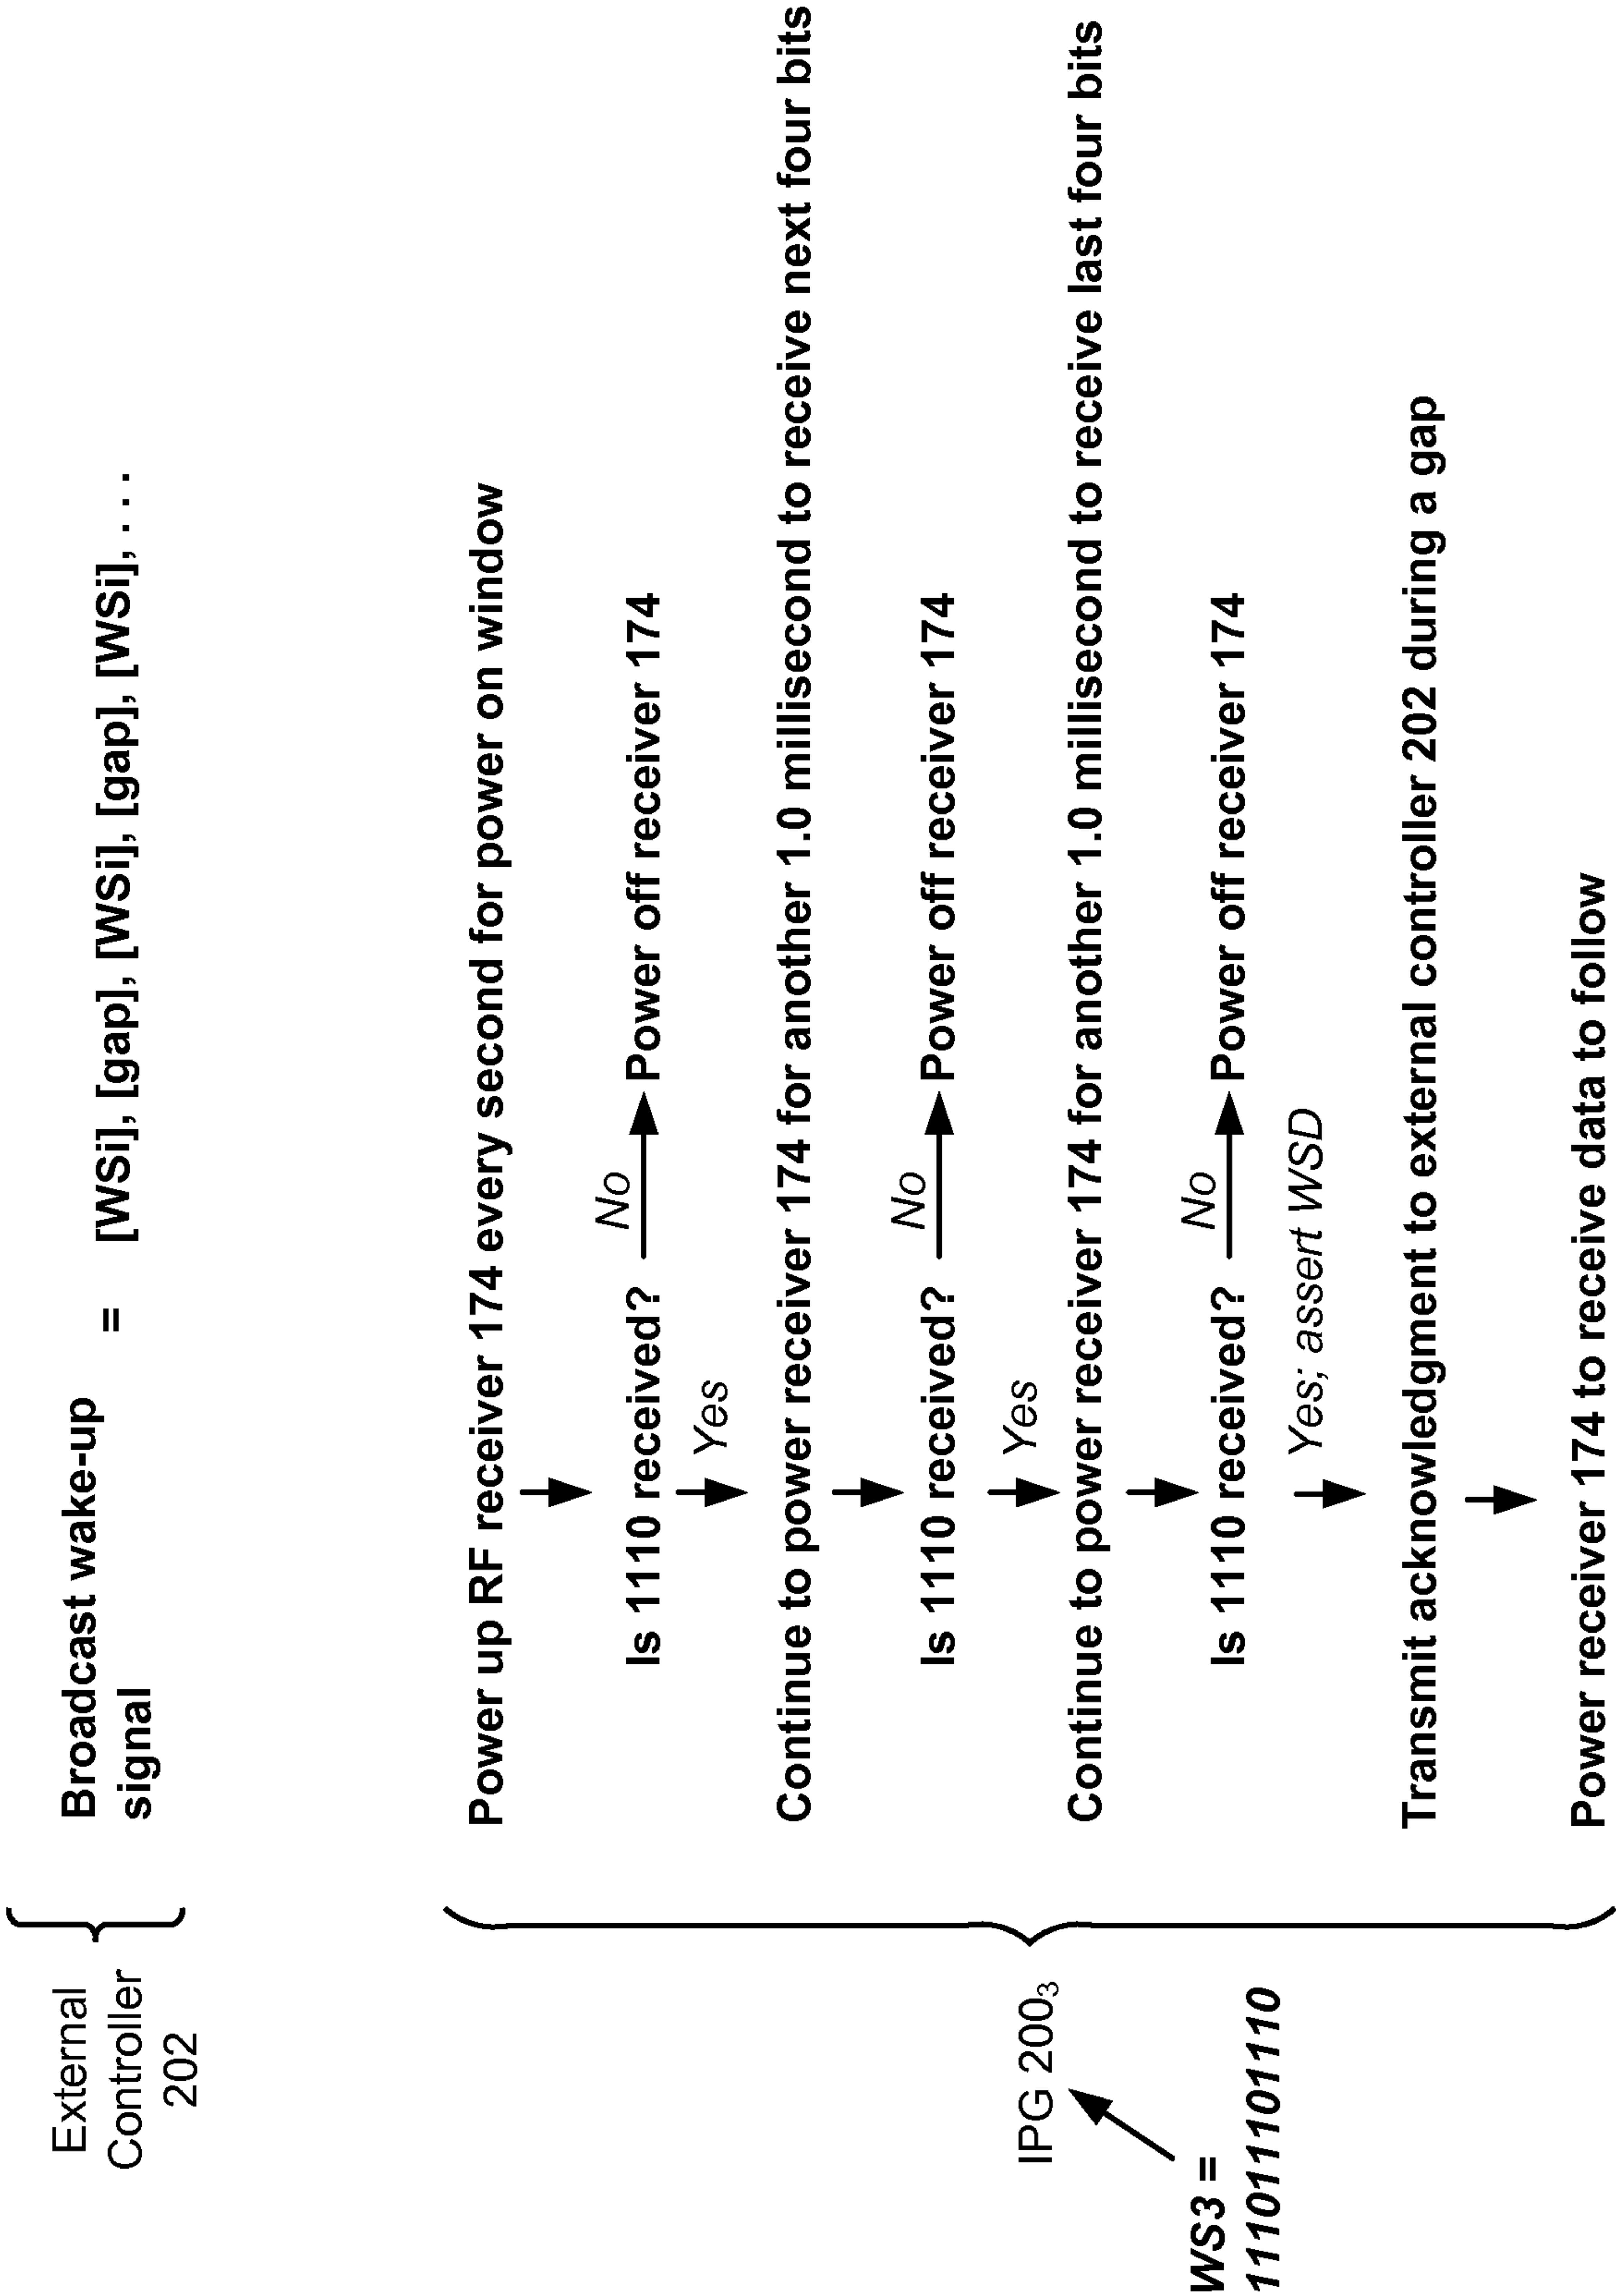 External
Controller
202
Broadcast wake-up
signal
= [WSi], [gap], [WSi], [gap], [WSi], . . .
IPG 200₃
WS3 =
111011101110
Power up RF receiver 174 every second for power on window
Is 1110 received? No Power off receiver 174
Yes
Continue to power receiver 174 for another 1.0 millisecond to receive next four bits
Is 1110 received? No Power off receiver 174
Yes
Continue to power receiver 174 for another 1.0 millisecond to receive last four bits
Is 1110 received? No Power off receiver 174
Yes; assert WSD
Transmit acknowledgment to external controller 202 during a gap
Power receiver 174 to receive data to follow